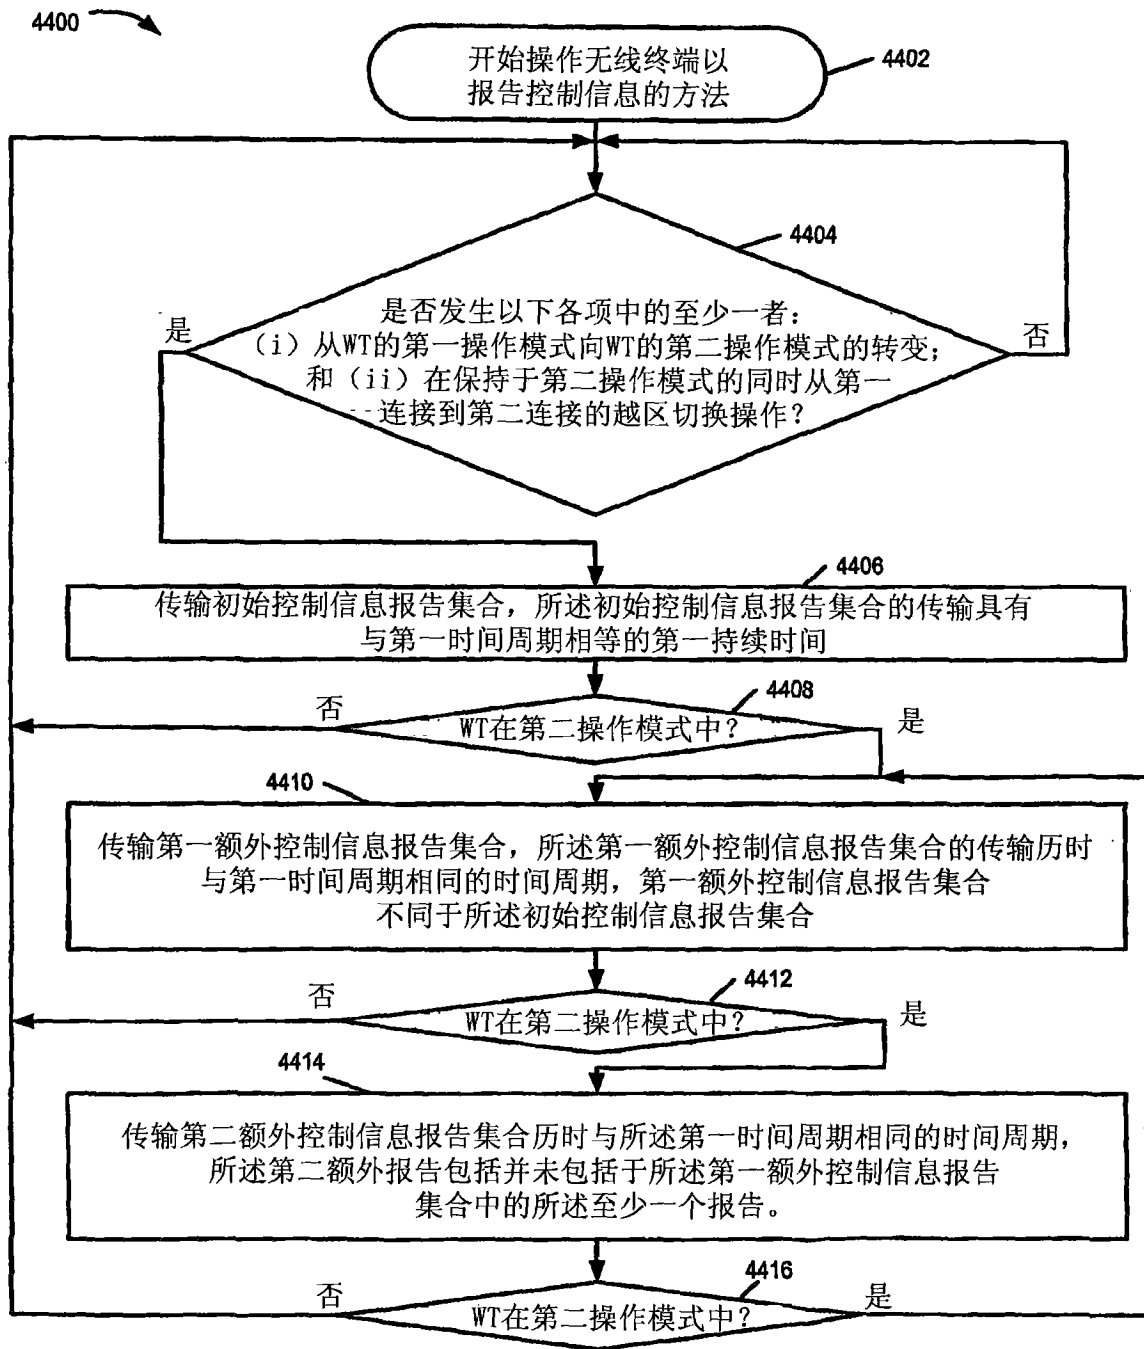 4400
开始操作无线终端以
报告控制信息的方法
4402
4404
是否发生以下各项中的至少一者：
（i）从WT的第一操作模式向WT的第二操作模式的转变；
和（ii）在保持于第二操作模式的同时从第一
连接到第二连接的越区切换操作？
是
否
4406
传输初始控制信息报告集合，所述初始控制信息报告集合的传输具有
与第一时间周期相等的第一持续时间
4408
否
WT在第二操作模式中？
是
4410
传输第一额外控制信息报告集合，所述第一额外控制信息报告集合的传输历时
与第一时间周期相同的时间周期，第一额外控制信息报告集合
不同于所述初始控制信息报告集合
4412
否
WT在第二操作模式中？
是
4414
传输第二额外控制信息报告集合历时与所述第一时间周期相同的时间周期，
所述第二额外报告包括并未包括于所述第一额外控制信息报告
集合中的所述至少一个报告。
4416
否
WT在第二操作模式中？
是